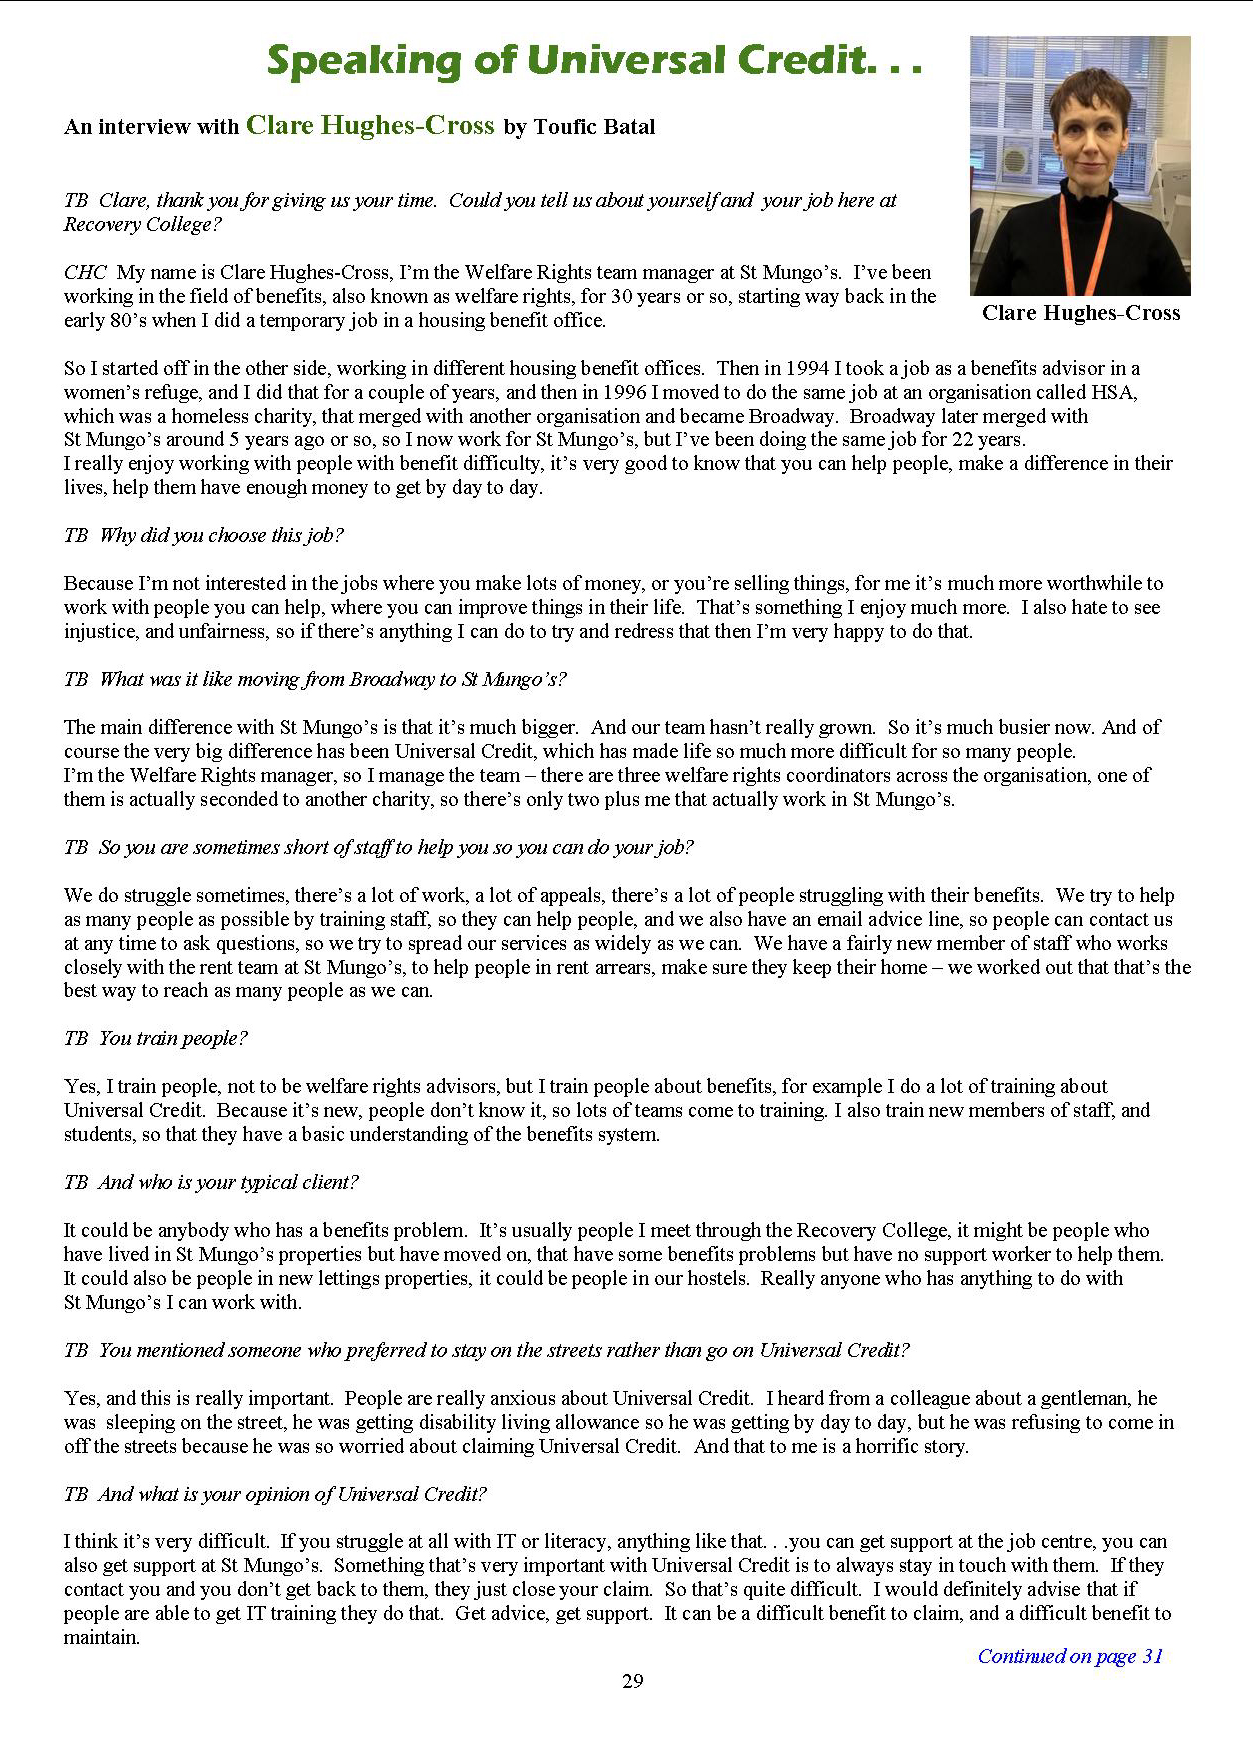 Speaking of Universal Credit. . .
An interview with Clare Hughes-Cross by Toufic Batal
TB  Clare, thank you for giving us your time.  Could you tell us about yourself and  your job here at
Recovery College?
CHC  My name is Clare Hughes-Cross, I’m the Welfare Rights team manager at St Mungo’s.  I’ve been
working in the field of benefits, also known as welfare rights, for 30 years or so, starting way back in the
early 80’s when I did a temporary job in a housing benefit office.
Clare Hughes-Cross
So I started off in the other side, working in different housing benefit offices.  Then in 1994 I took a job as a benefits advisor in a
women’s refuge, and I did that for a couple of years, and then in 1996 I moved to do the same job at an organisation called HSA,
which was a homeless charity, that merged with another organisation and became Broadway.  Broadway later merged with
St Mungo’s around 5 years ago or so, so I now work for St Mungo’s, but I’ve been doing the same job for 22 years.
I really enjoy working with people with benefit difficulty, it’s very good to know that you can help people, make a difference in their
lives, help them have enough money to get by day to day.
TB  Why did you choose this job?
Because I’m not interested in the jobs where you make lots of money, or you’re selling things, for me it’s much more worthwhile to
work with people you can help, where you can improve things in their life.  That’s something I enjoy much more.  I also hate to see
injustice, and unfairness, so if there’s anything I can do to try and redress that then I’m very happy to do that.
TB  What was it like moving from Broadway to St Mungo’s?
The main difference with St Mungo’s is that it’s much bigger.  And our team hasn’t really grown.  So it’s much busier now. And of
course the very big difference has been Universal Credit, which has made life so much more difficult for so many people.
I’m the Welfare Rights manager, so I manage the team – there are three welfare rights coordinators across the organisation, one of
them is actually seconded to another charity, so there’s only two plus me that actually work in St Mungo’s.
TB  So you are sometimes short of staff to help you so you can do your job?
We do struggle sometimes, there’s a lot of work, a lot of appeals, there’s a lot of people struggling with their benefits.  We try to help
as many people as possible by training staff, so they can help people, and we also have an email advice line, so people can contact us
at any time to ask questions, so we try to spread our services as widely as we can.  We have a fairly new member of staff who works
closely with the rent team at St Mungo’s, to help people in rent arrears, make sure they keep their home – we worked out that that’s the
best way to reach as many people as we can.
TB  You train people?
Yes, I train people, not to be welfare rights advisors, but I train people about benefits, for example I do a lot of training about
Universal Credit.  Because it’s new, people don’t know it, so lots of teams come to training. I also train new members of staff, and
students, so that they have a basic understanding of the benefits system.
TB  And who is your typical client?
It could be anybody who has a benefits problem.  It’s usually people I meet through the Recovery College, it might be people who
have lived in St Mungo’s properties but have moved on, that have some benefits problems but have no support worker to help them.
It could also be people in new lettings properties, it could be people in our hostels.  Really anyone who has anything to do with
St Mungo’s I can work with.
TB  You mentioned someone who preferred to stay on the streets rather than go on Universal Credit?
Yes, and this is really important.  People are really anxious about Universal Credit.  I heard from a colleague about a gentleman, he
was  sleeping on the street, he was getting disability living allowance so he was getting by day to day, but he was refusing to come in
off the streets because he was so worried about claiming Universal Credit.  And that to me is a horrific story.
TB  And what is your opinion of Universal Credit?
I think it’s very difficult.  If you struggle at all with IT or literacy, anything like that. . .you can get support at the job centre, you can
also get support at St Mungo’s.  Something that’s very important with Universal Credit is to always stay in touch with them.  If they
contact you and you don’t get back to them, they just close your claim.  So that’s quite difficult.  I would definitely advise that if
people are able to get IT training they do that.  Get advice, get support.  It can be a difficult benefit to claim, and a difficult benefit to
maintain.
Continued on page 31
29